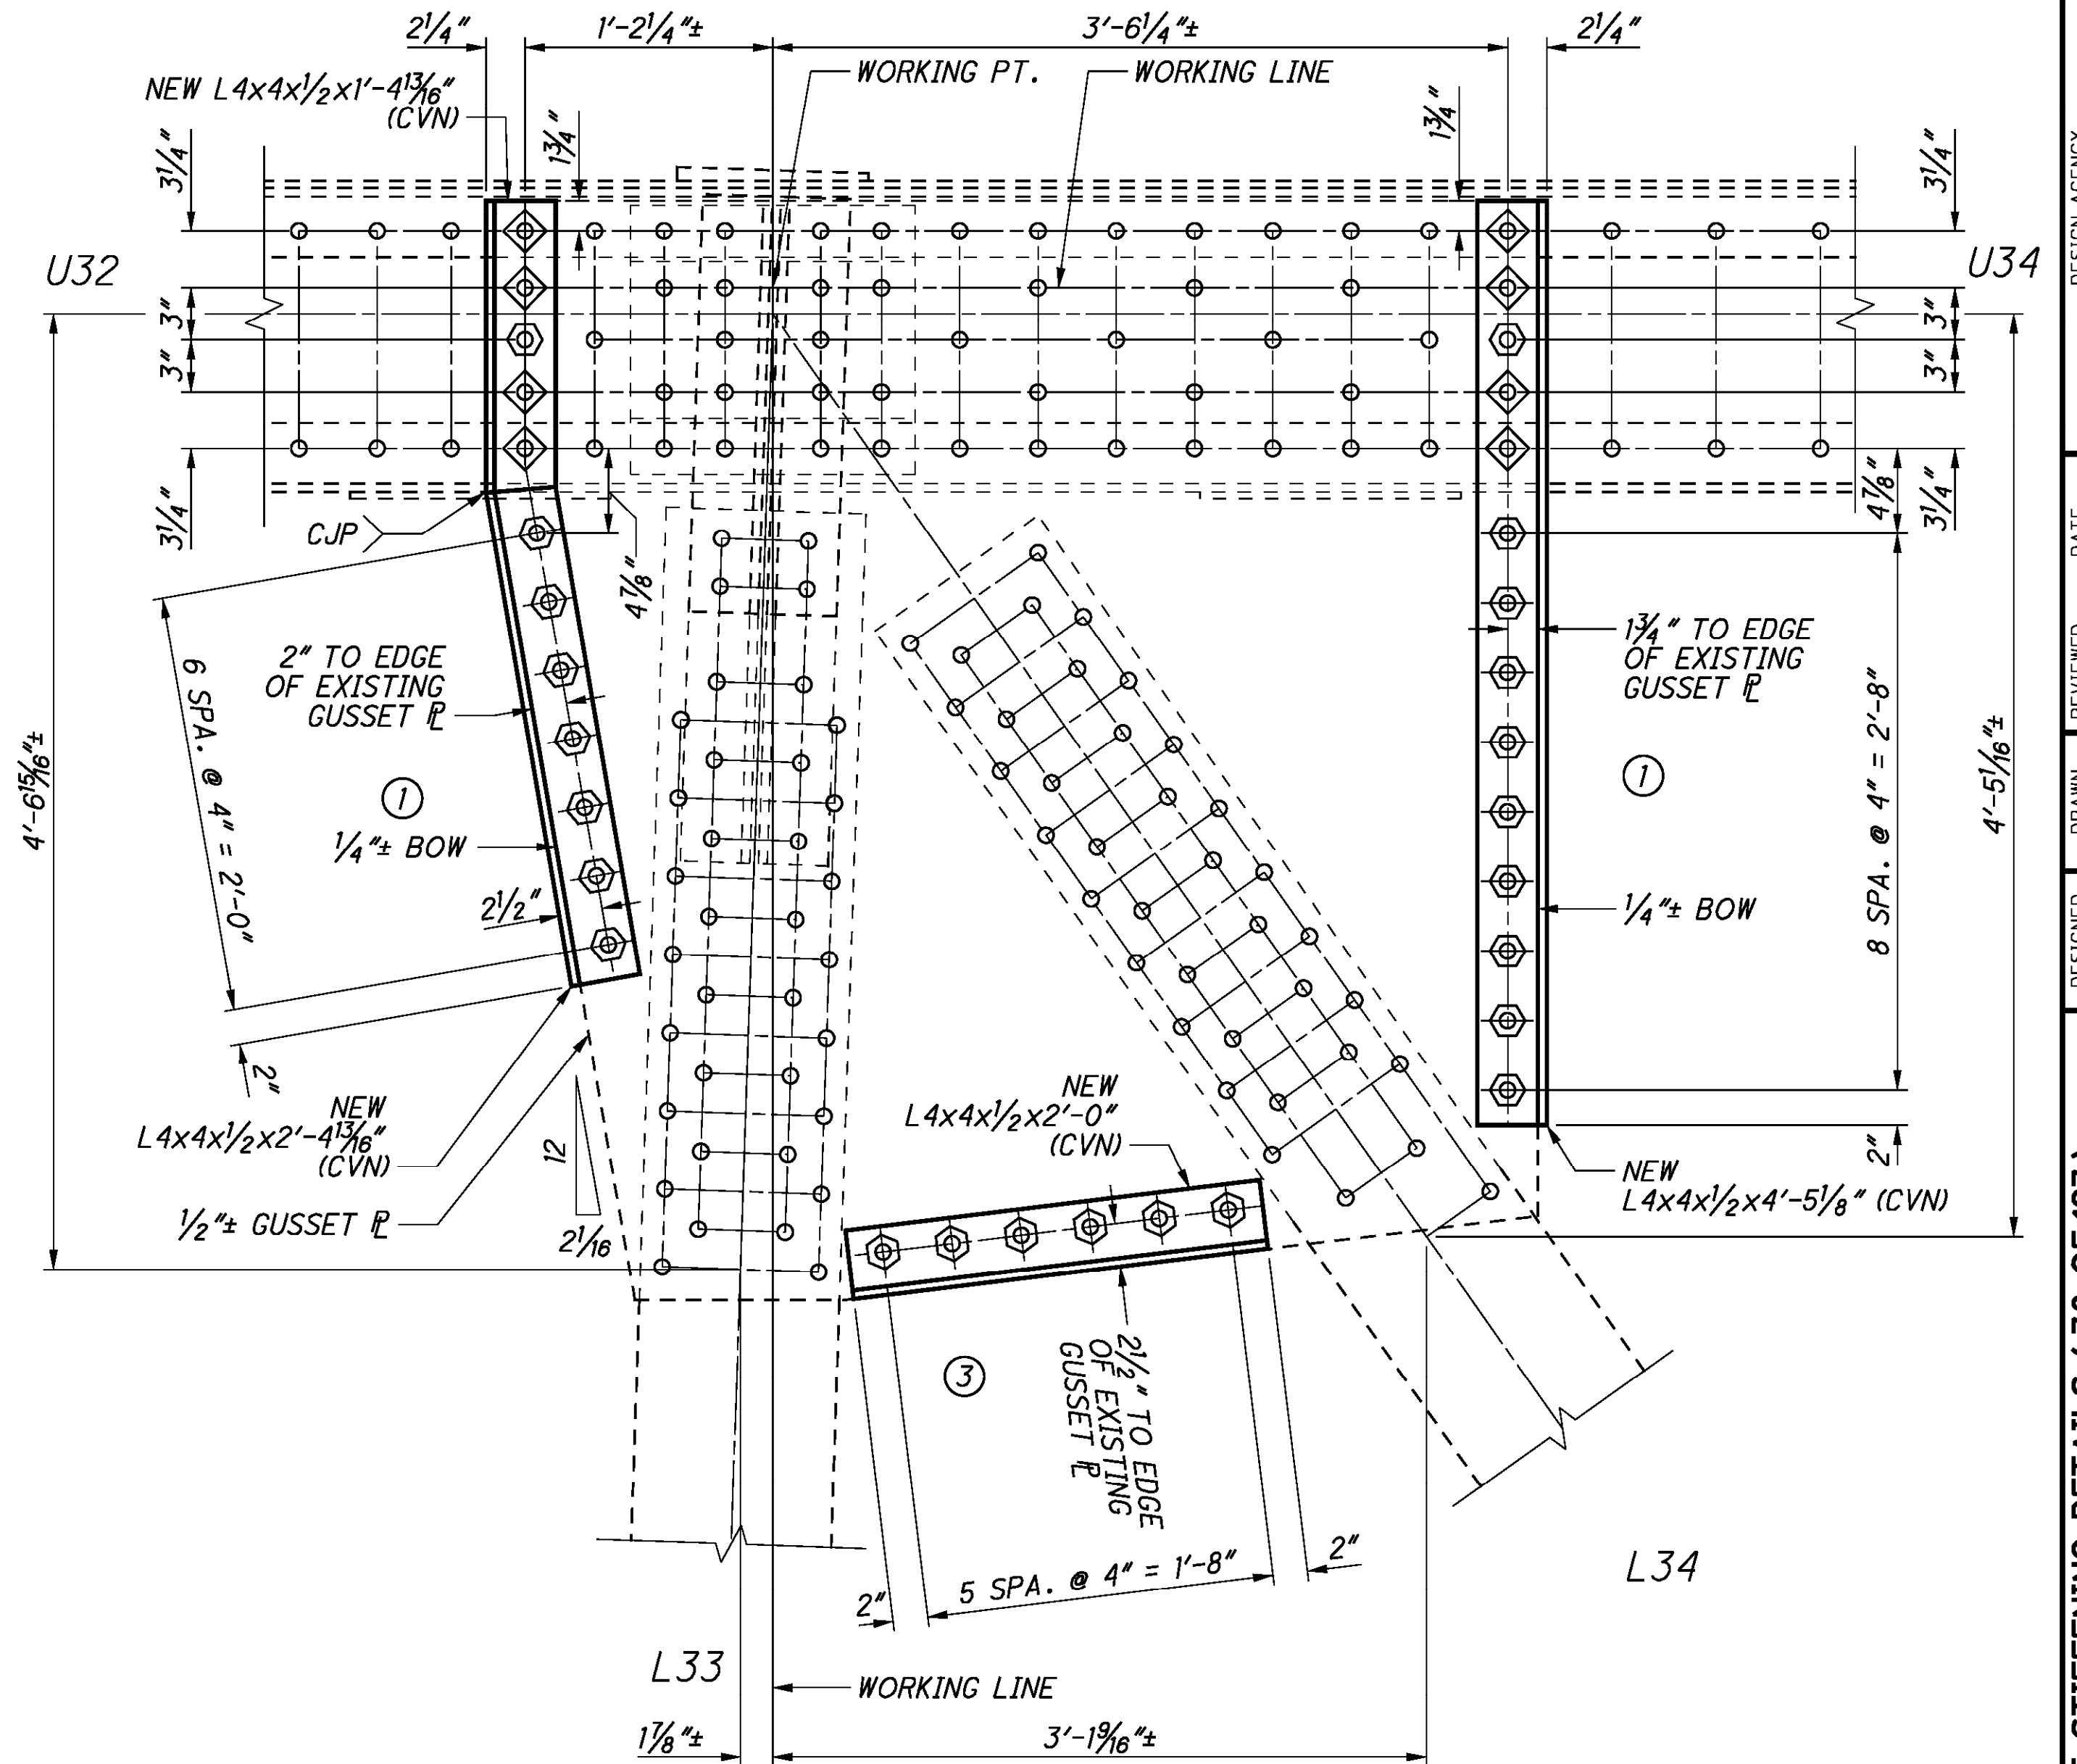 2¼"
1'-2¼"±
3'-6¼"±
2¼"
WORKING PT.
WORKING LINE
NEW L4x4x½x1'-4¹³⁄₁₆"
(CVN)
1¾"
1¾"
3¼"
3¼"
U32
U34
3"
3"
3"
3"
3¼"
3¼"
CJP
4⅞"
4⅞"
6 SPA. @ 4" = 2'-0"
2" TO EDGE
OF EXISTING
GUSSET ℄
1¾" TO EDGE
OF EXISTING
GUSSET ℄
8 SPA. @ 4" = 2'-8"
4'-6¹⁵⁄₁₆"±
4'-5¹⁄₁₆"±
1
1
¼"± BOW
2½"
¼"± BOW
2"
NEW
L4x4x½x2'-4¹³⁄₁₆"
(CVN)
½"± GUSSET ℄
12
2¹⁄₁₆
NEW
L4x4x½x2'-0"
(CVN)
2"
NEW
L4x4x½x4'-5⅛" (CVN)
3
2½" TO EDGE
OF EXISTING
GUSSET ℄
2"
5 SPA. @ 4" = 1'-8"
2"
L34
L33
WORKING LINE
1⅞"±
3'-1⁹⁄₁₆"±